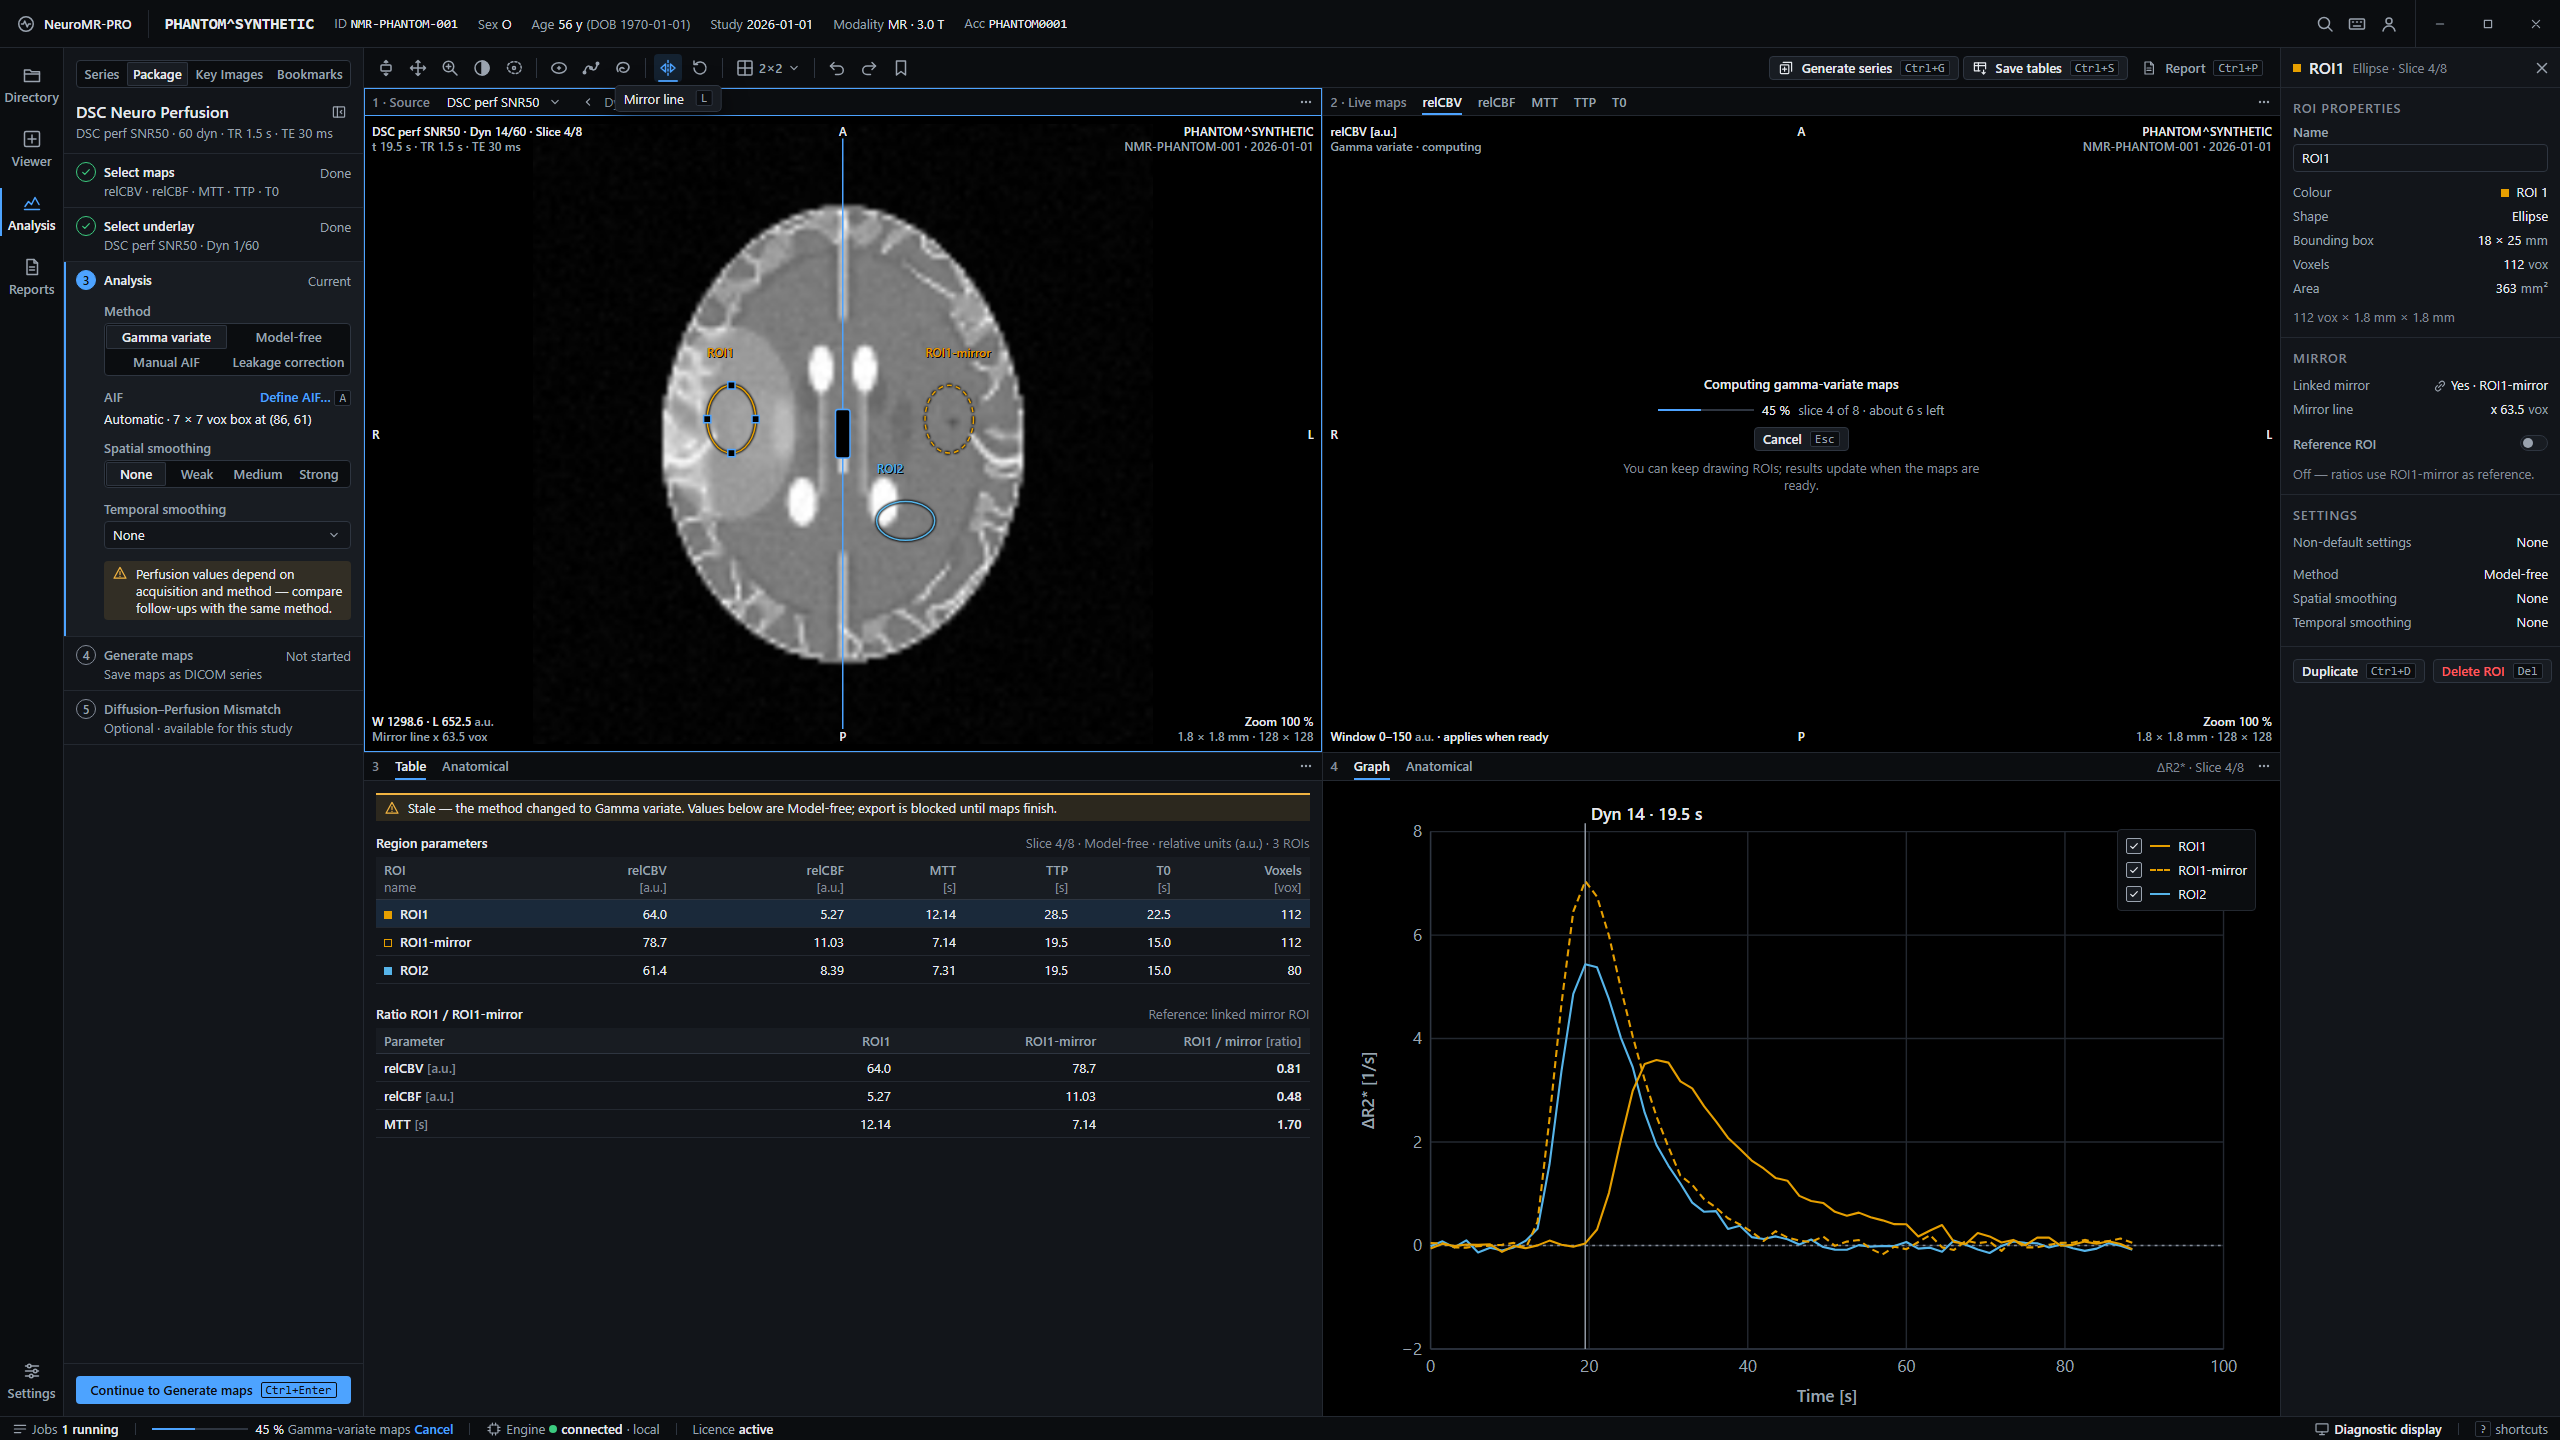 NeuroMR-PRO PHANTOM^SYNTHETIC ID NMR-PHANTOM-001 Sex O Age 56 y (DOB 1970-01-01) Study 2026-01-01 Modality MR · 3.0 T Acc PHANTOM0001
Directory
Viewer
Analysis
Reports
Settings
Series Package Key Images Bookmarks
DSC Neuro Perfusion
DSC perf SNR50 · 60 dyn · TR 1.5 s · TE 30 ms
Select maps Done
relCBV · relCBF · MTT · TTP · T0
Select underlay Done
DSC perf SNR50 · Dyn 1/60
3 Analysis Current
Method
Gamma variate Model-free
Manual AIF Leakage correction
AIF Define AIF... A
Automatic · 7 × 7 vox box at (86, 61)
Spatial smoothing
None Weak Medium Strong
Temporal smoothing
None
Perfusion values depend on
acquisition and method — compare
follow-ups with the same method.
4 Generate maps Not started
Save maps as DICOM series
5 Diffusion–Perfusion Mismatch
Optional · available for this study
Continue to Generate maps Ctrl+Enter
2×2
Generate series Ctrl+G Save tables Ctrl+S Report Ctrl+P
Mirror line L
1 · Source DSC perf SNR50
DSC perf SNR50 · Dyn 14/60 · Slice 4/8
t 19.5 s · TR 1.5 s · TE 30 ms
A
PHANTOM^SYNTHETIC
NMR-PHANTOM-001 · 2026-01-01
ROI1
ROI1-mirror
R
L
ROI2
W 1298.6 · L 652.5 a.u.
Mirror line x 63.5 vox
P
Zoom 100 %
1.8 × 1.8 mm · 128 × 128
2 · Live maps relCBV relCBF MTT TTP T0
relCBV [a.u.]
Gamma variate · computing
A
PHANTOM^SYNTHETIC
NMR-PHANTOM-001 · 2026-01-01
R
L
Computing gamma-variate maps
45 % slice 4 of 8 · about 6 s left
Cancel Esc
You can keep drawing ROIs; results update when the maps are
ready.
Window 0–150 a.u. · applies when ready
P
Zoom 100 %
1.8 × 1.8 mm · 128 × 128
3 Table Anatomical
Stale — the method changed to Gamma variate. Values below are Model-free; export is blocked until maps finish.
Region parameters Slice 4/8 · Model-free · relative units (a.u.) · 3 ROIs
ROI relCBV relCBF MTT TTP T0 Voxels
name [a.u.] [a.u.] [s] [s] [s] [vox]
ROI1 64.0 5.27 12.14 28.5 22.5 112
ROI1-mirror 78.7 11.03 7.14 19.5 15.0 112
ROI2 61.4 8.39 7.31 19.5 15.0 80
Ratio ROI1 / ROI1-mirror Reference: linked mirror ROI
Parameter ROI1 ROI1-mirror ROI1 / mirror [ratio]
relCBV [a.u.] 64.0 78.7 0.81
relCBF [a.u.] 5.27 11.03 0.48
MTT [s] 12.14 7.14 1.70
4 Graph Anatomical ΔR2* · Slice 4/8
Dyn 14 · 19.5 s
ROI1
ROI1-mirror
ROI2
8
6
4
2
0
−2
ΔR2* [1/s]
0 20 40 60 80 100
Time [s]
ROI1 Ellipse · Slice 4/8
ROI PROPERTIES
Name
ROI1
Colour ROI 1
Shape Ellipse
Bounding box 18 × 25 mm
Voxels 112 vox
Area 363 mm²
112 vox × 1.8 mm × 1.8 mm
MIRROR
Linked mirror Yes · ROI1-mirror
Mirror line x 63.5 vox
Reference ROI
Off — ratios use ROI1-mirror as reference.
SETTINGS
Non-default settings None
Method Model-free
Spatial smoothing None
Temporal smoothing None
Duplicate Ctrl+D Delete ROI Del
Jobs 1 running 45 % Gamma-variate maps Cancel Engine connected · local Licence active
Diagnostic display ? shortcuts